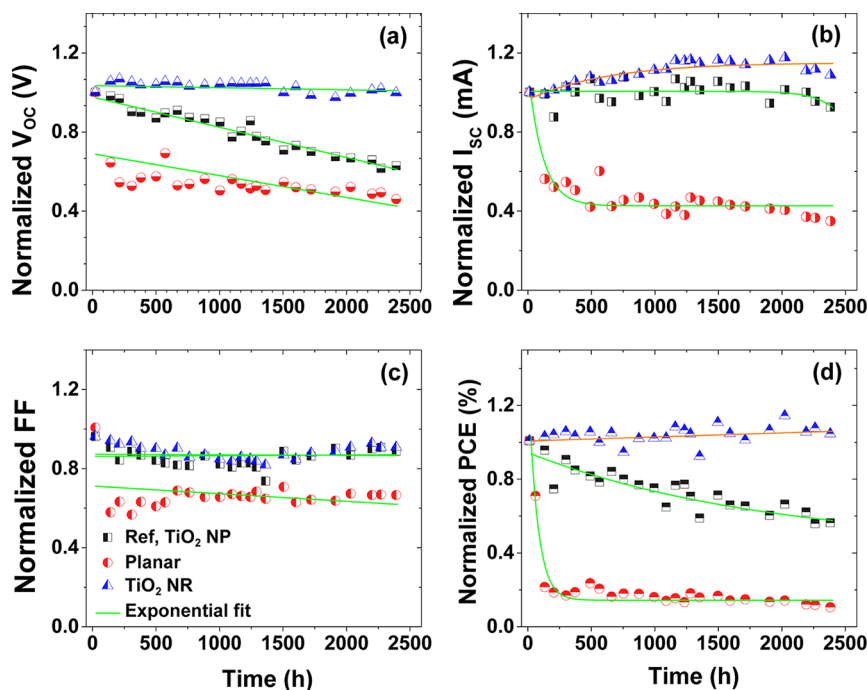 (a)
Normalized VOC (V)
1.2
0.8
0.4
0.0
0 500 1000 1500 2000 2500
(b)
Normalized ISC (mA)
1.2
0.8
0.4
0.0
0 500 1000 1500 2000 2500
(c)
Normalized FF
1.2
0.8
0.4
0.0
Ref, TiO2 NP
Planar
TiO2 NR
Exponential fit
0 500 1000 1500 2000 2500
Time (h)
(d)
Normalized PCE (%)
1.2
0.8
0.4
0.0
0 500 1000 1500 2000 2500
Time (h)